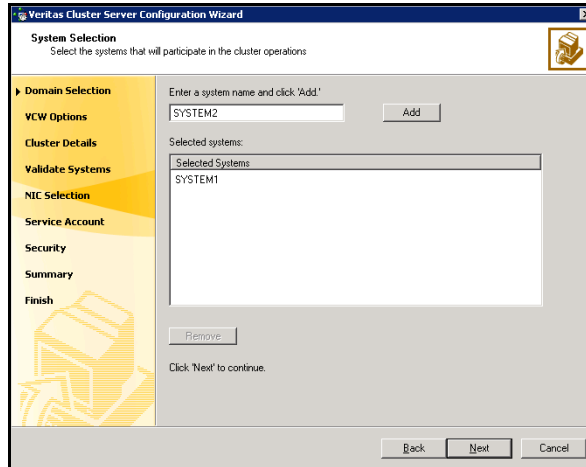 Veritas Cluster Server Configuration Wizard
System Selection
Select the systems that will participate in the cluster operations
Domain Selection
VCW Options
Cluster Details
Validate Systems
NIC Selection
Service Account
Security
Summary
Finish
Enter a system name and click 'Add.'
SYSTEM2
Add
Selected systems:
Selected Systems
SYSTEM1
Remove
Click 'Next' to continue.
Back
Next
Cancel